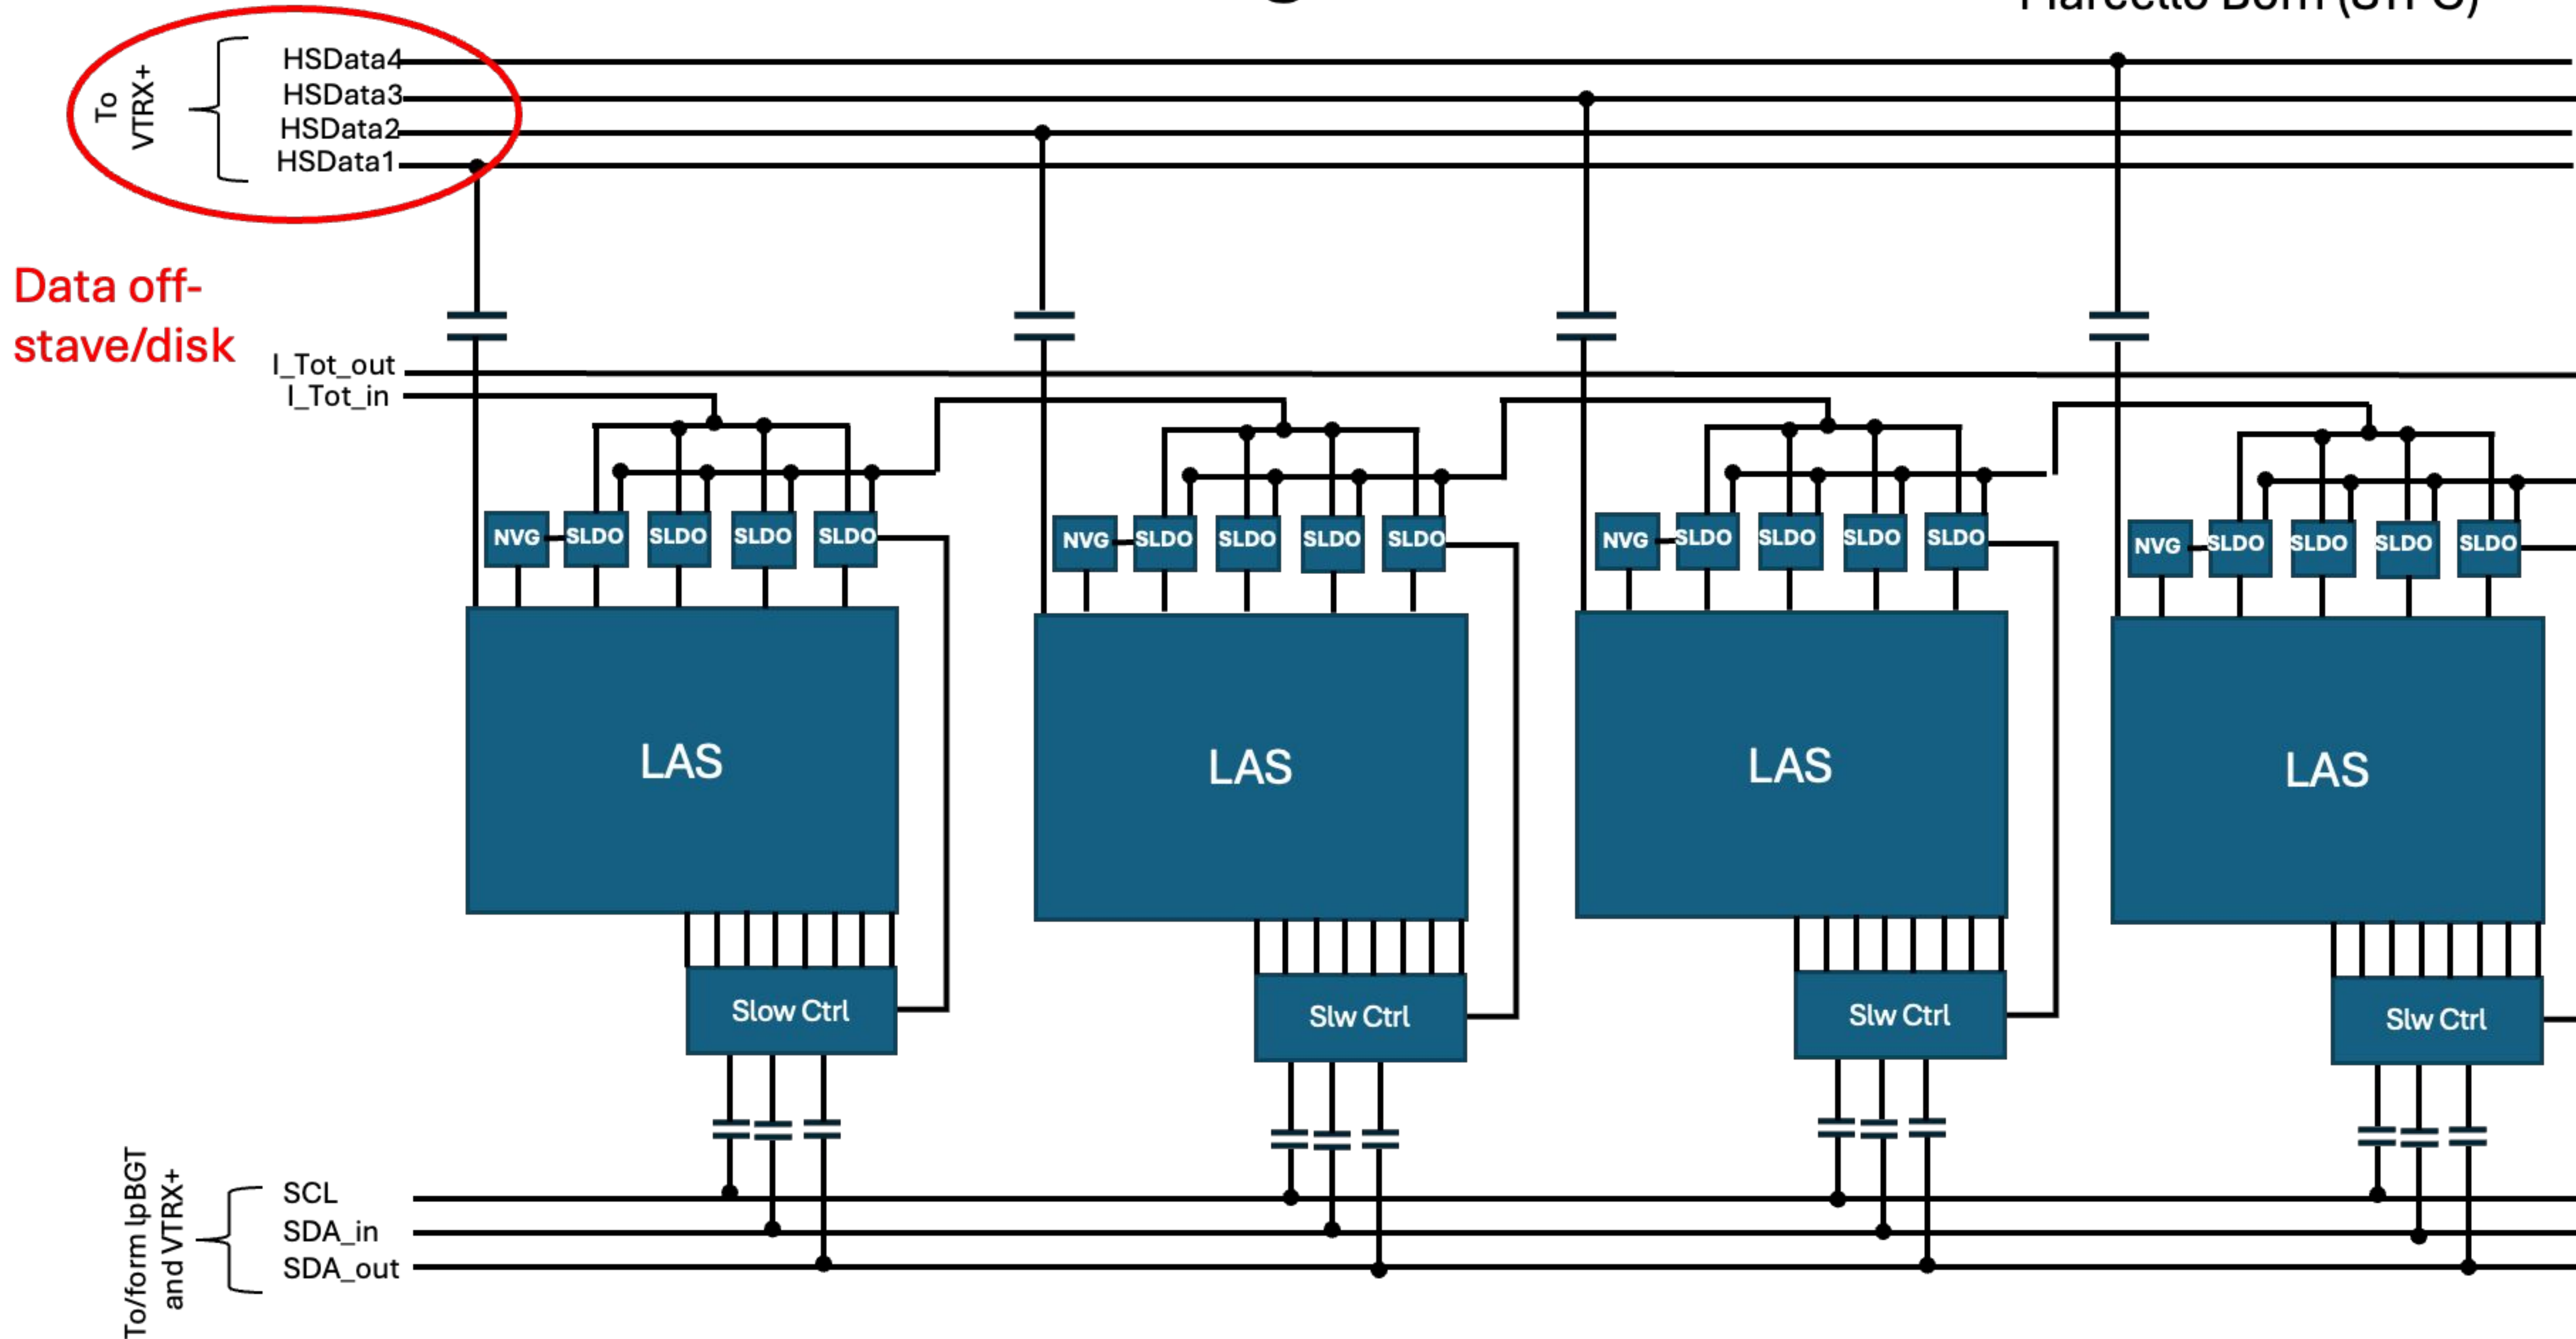 To
VTRX+
HSData4
HSData3
HSData2
HSData1
Data off-
stave/disk
I_Tot_out
I_Tot_in
NVG SLDO SLDO SLDO SLDO
NVG SLDO SLDO SLDO SLDO
NVG SLDO SLDO SLDO SLDO
NVG SLDO SLDO SLDO SLDO
LAS
LAS
LAS
LAS
Slow Ctrl
Slw Ctrl
Slw Ctrl
Slw Ctrl
To/form lpBGT
and VTRX+
SCL
SDA_in
SDA_out